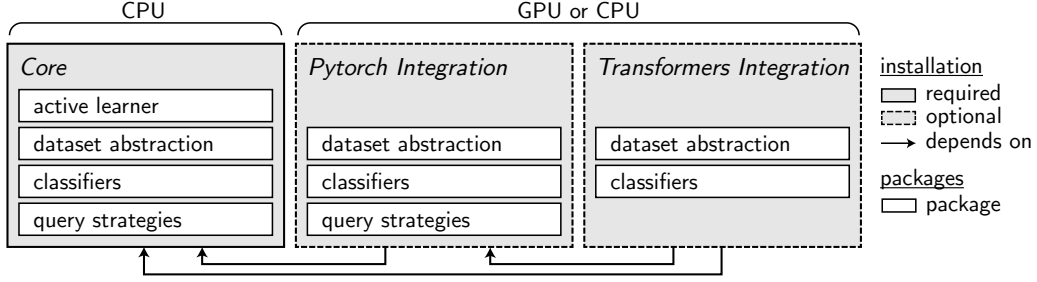 CPU
GPU or CPU
Core
active learner
dataset abstraction
classifiers
query strategies
Pytorch Integration
dataset abstraction
classifiers
query strategies
Transformers Integration
dataset abstraction
classifiers
installation
required
optional
depends on
packages
package